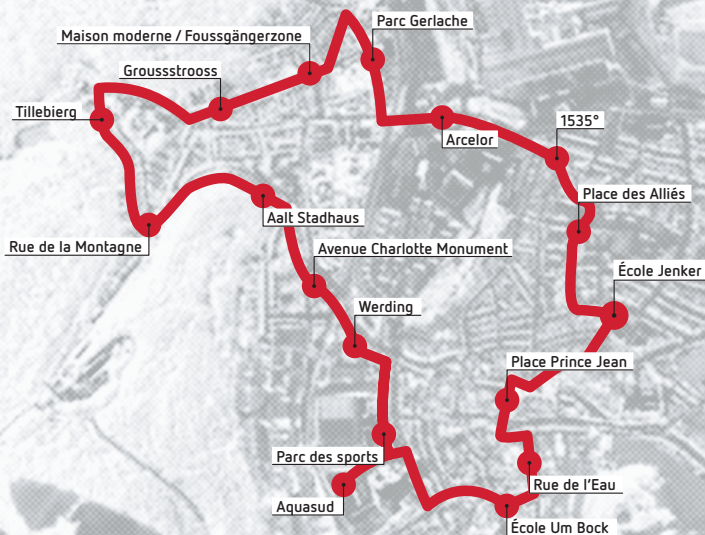 Parc Gerlache
Maison moderne / Foussgängerzone
Groussstrooss
Tillebierg
1535°
Arcelor
Place des Alliés
Aalt Stadhaus
Rue de la Montagne
Avenue Charlotte Monument
École Jenker
Werding
Place Prince Jean
Parc des sports
Rue de l'Eau
Aquasud
École Um Bock